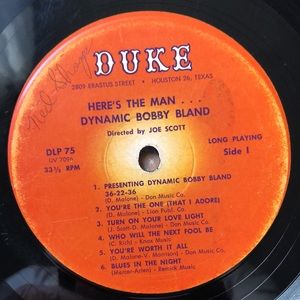 DUKE
2809 ERASTUS STREET • HOUSTON 26, TEXAS
HERE'S THE MAN . . .
DYNAMIC BOBBY BLAND
Directed by JOE SCOTT
DLP 75
UV 7096
33⅓ RPM
LONG PLAYING
Side 1
1. PRESENTING DYNAMIC BOBBY BLAND
36-22-36
(D. Malone) - Don Music Co.
2. YOU'RE THE ONE (THAT I ADORE)
(D. Malone) - Lion Publ. Co.
3. TURN ON YOUR LOVE LIGHT
(J. Scott-D. Malone) - Don Music Co.
4. WHO WILL THE NEXT FOOL BE
(C. Rich) - Knox Music
5. YOU'RE WORTH IT ALL
(D. Malone-V. Morrison) - Don Music Co.
6. BLUES IN THE NIGHT
(Mercer-Arlen) - Remick Music